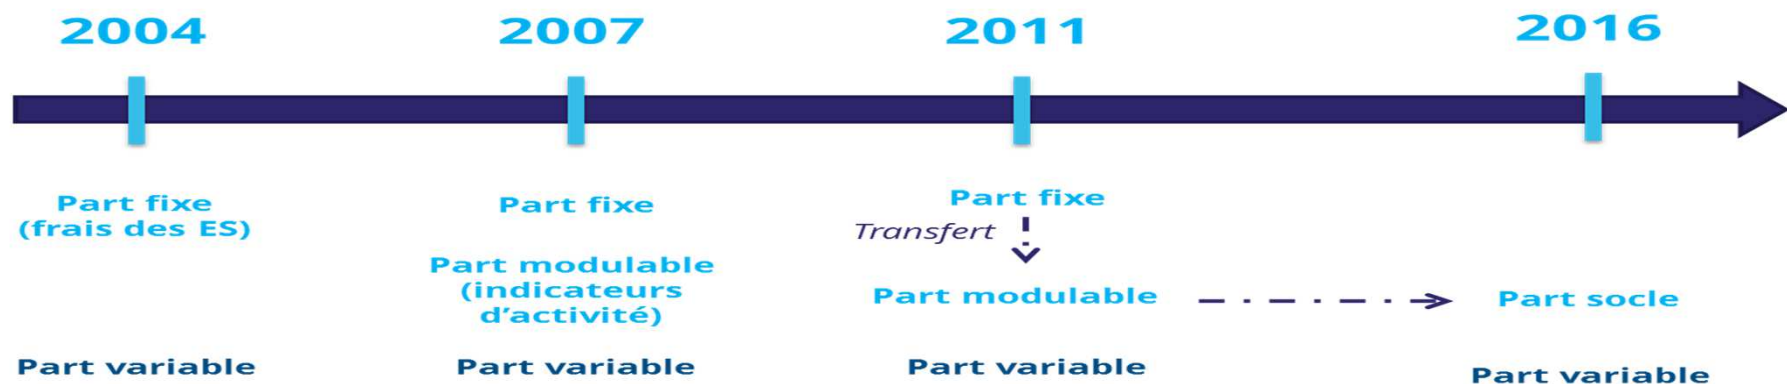 2004
2007
2011
2016
Part fixe
(frais des ES)
Part variable
Part fixe
Part modulable
(indicateurs
d'activité)
Part variable
Part fixe
Transfert
Part modulable
Part variable
Part socle
Part variable